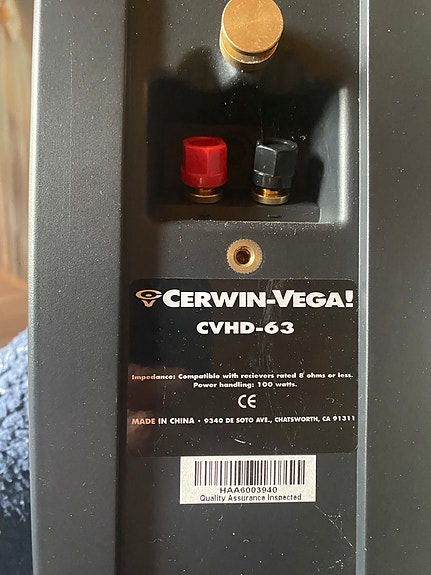 CERWIN-VEGA!
CVHD-63
Impedance: Compatible with recievers rated 8 ohms or less.
Power handling: 100 watts.
CE
MADE IN CHINA • 9340 DE SOTO AVE., CHATSWORTH, CA 91311
HAA6003940
Quality Assurance Inspected